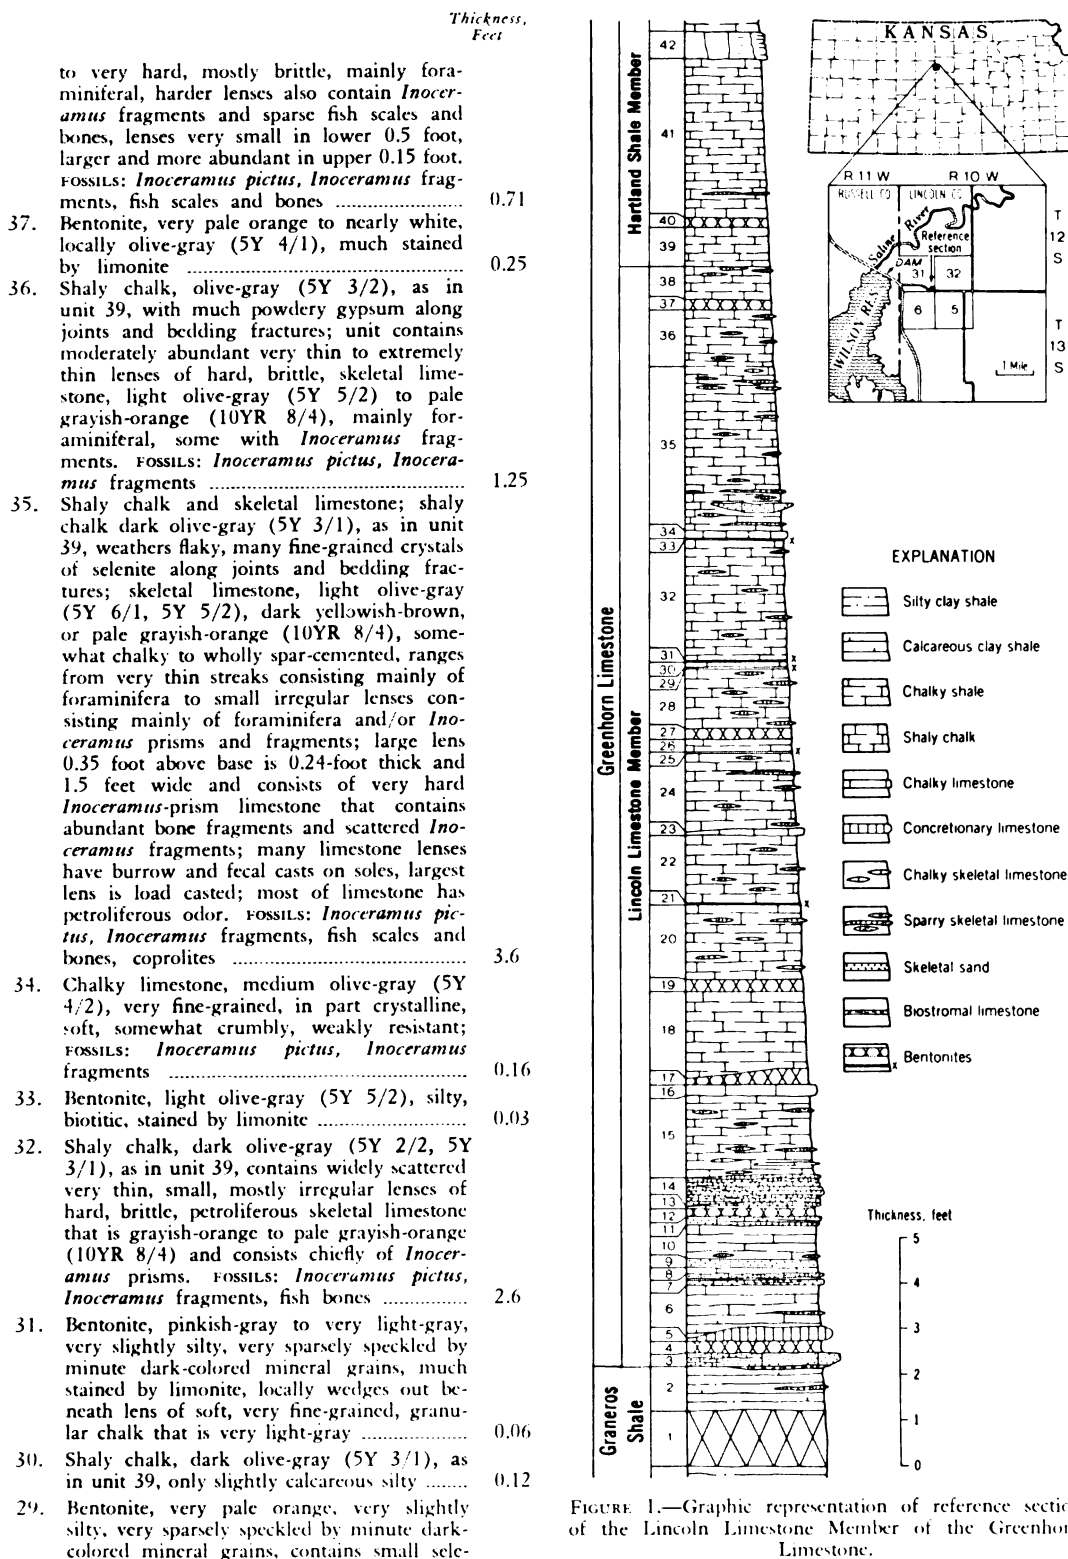 Thickness,
Feet
to very hard, mostly brittle, mainly fora-
miniferal, harder lenses also contain Inocer-
amus fragments and sparse fish scales and
bones, lenses very small in lower 0.5 foot,
larger and more abundant in upper 0.15 foot.
FOSSILS: Inoceramus pictus, Inoceramus frag-
ments, fish scales and bones ........................ 0.71
37. Bentonite, very pale orange to nearly white,
locally olive-gray (5Y 4/1), much stained
by limonite ........................ 0.25
36. Shaly chalk, olive-gray (5Y 3/2), as in
unit 39, with much powdery gypsum along
joints and bedding fractures; unit contains
moderately abundant very thin to extremely
thin lenses of hard, brittle, skeletal lime-
stone, light olive-gray (5Y 5/2) to pale
grayish-orange (10YR 8/4), mainly for-
aminiferal, some with Inoceramus frag-
ments. FOSSILS: Inoceramus pictus, Inocera-
mus fragments ........................ 1.25
35. Shaly chalk and skeletal limestone; shaly
chalk dark olive-gray (5Y 3/1), as in unit
39, weathers flaky, many fine-grained crystals
of selenite along joints and bedding frac-
tures; skeletal limestone, light olive-gray
(5Y 6/1, 5Y 5/2), dark yellowish-brown,
or pale grayish-orange (10YR 8/4), some-
what chalky to wholly spar-cemented, ranges
from very thin streaks consisting mainly of
foraminifera to small irregular lenses con-
sisting mainly of foraminifera and/or Ino-
ceramus prisms and fragments; large lens
0.35 foot above base is 0.24-foot thick and
1.5 feet wide and consists of very hard
Inoceramus-prism limestone that contains
abundant bone fragments and scattered Ino-
ceramus fragments; many limestone lenses
have burrow and fecal casts on soles, largest
lens is load casted; most of limestone has
petroliferous odor. FOSSILS: Inoceramus pic-
tus, Inoceramus fragments, fish scales and
bones, coprolites ........................ 3.6
34. Chalky limestone, medium olive-gray (5Y
4/2), very fine-grained, in part crystalline,
soft, somewhat crumbly, weakly resistant;
FOSSILS: Inoceramus pictus, Inoceramus
fragments ........................ 0.16
33. Bentonite, light olive-gray (5Y 5/2), silty,
biotitic, stained by limonite ........................ 0.03
32. Shaly chalk, dark olive-gray (5Y 2/2, 5Y
3/1), as in unit 39, contains widely scattered
very thin, small, mostly irregular lenses of
hard, brittle, petroliferous skeletal limestone
that is grayish-orange to pale grayish-orange
(10YR 8/4) and consists chiefly of Inocer-
amus prisms. FOSSILS: Inoceramus pictus,
Inoceramus fragments, fish bones ............... 2.6
31. Bentonite, pinkish-gray to very light-gray,
very slightly silty, very sparsely speckled by
minute dark-colored mineral grains, much
stained by limonite, locally wedges out be-
neath lens of soft, very fine-grained, granu-
lar chalk that is very light-gray ................... 0.06
30. Shaly chalk, dark olive-gray (5Y 3/1), as
in unit 39, only slightly calcareous silty ........ 0.12
29. Bentonite, very pale orange, very slightly
silty, very sparsely speckled by minute dark-
colored mineral grains, contains small sele-
Greenhorn Limestone
Hartland Shale Member
Lincoln Limestone Member
Graneros
Shale
42
41
40
39
38
37
36
35
34
33
32
31
30
29
28
27
26
25
24
23
22
21
20
19
18
17
16
15
14
13
12
11
10
9
8
7
6
5
4
3
2
1
x
x
x
x
x
KANSAS
R 11 W R 10 W
RUSSELL CO LINCOLN CO
Saline River
Reference
section
DAM
31 32
6 5
WILSON RES
1 Mile
T
12
S
T
13
S
EXPLANATION
Silty clay shale
Calcareous clay shale
Chalky shale
Shaly chalk
Chalky limestone
Concretionary limestone
Chalky skeletal limestone
Sparry skeletal limestone
Skeletal sand
Biostromal limestone
x Bentonites
Thickness, feet
5
4
3
2
1
0
FIGURE 1.—Graphic representation of reference sectio
of the Lincoln Limestone Member of the Greenhor
Limestone.